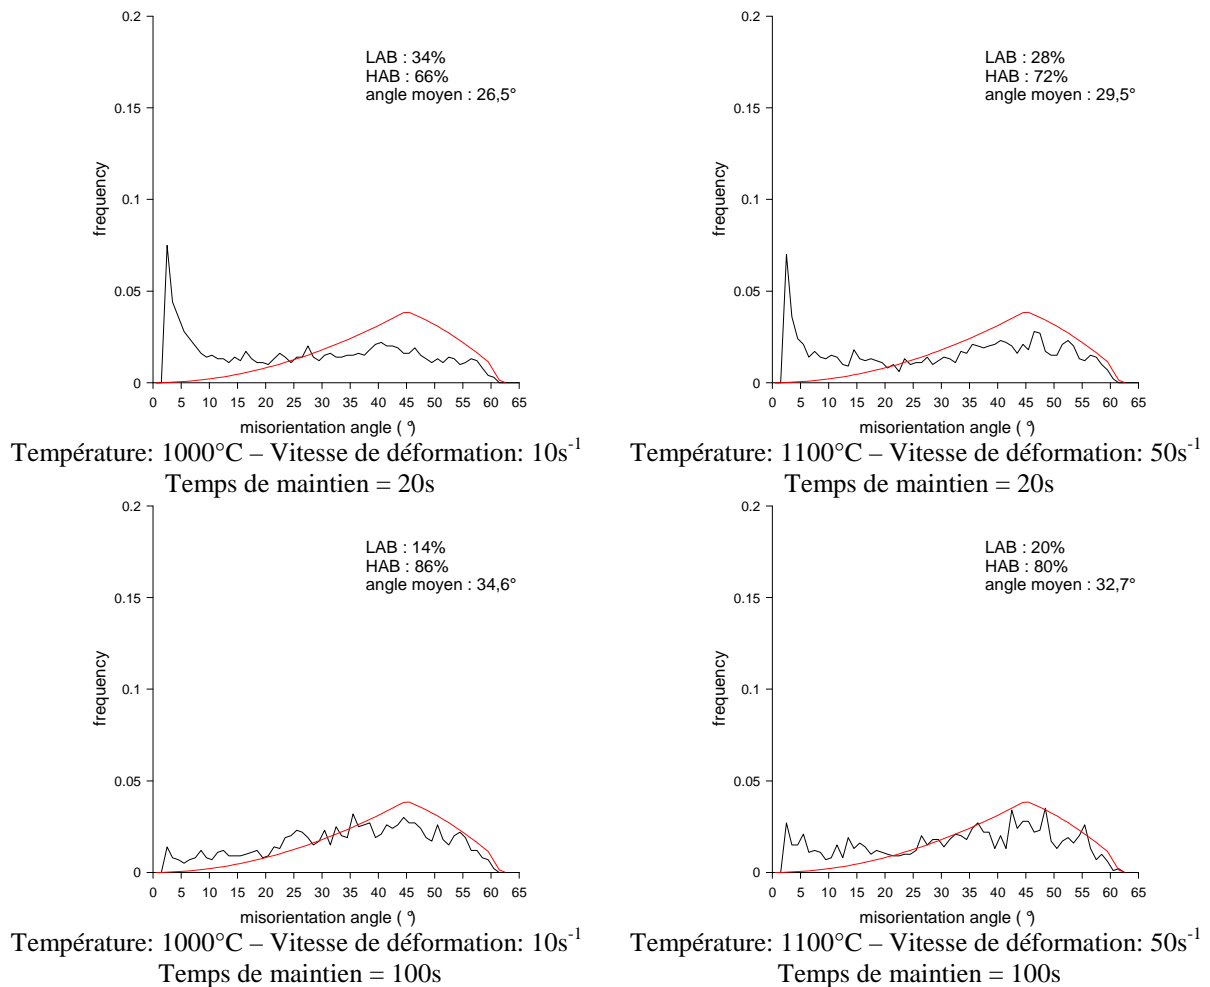 0.2
0.15
0.1
0.05
0
frequency
LAB : 34%
HAB : 66%
angle moyen : 26,5°
0 5 10 15 20 25 30 35 40 45 50 55 60 65
misorientation angle ( °)
Température: 1000°C – Vitesse de déformation: 10s⁻¹
Temps de maintien = 20s
0.2
0.15
0.1
0.05
0
frequency
LAB : 28%
HAB : 72%
angle moyen : 29,5°
0 5 10 15 20 25 30 35 40 45 50 55 60 65
misorientation angle ( °)
Température: 1100°C – Vitesse de déformation: 50s⁻¹
Temps de maintien = 20s
0.2
0.15
0.1
0.05
0
frequency
LAB : 14%
HAB : 86%
angle moyen : 34,6°
0 5 10 15 20 25 30 35 40 45 50 55 60 65
misorientation angle ( °)
Température: 1000°C – Vitesse de déformation: 10s⁻¹
Temps de maintien = 100s
0.2
0.15
0.1
0.05
0
frequency
LAB : 20%
HAB : 80%
angle moyen : 32,7°
0 5 10 15 20 25 30 35 40 45 50 55 60 65
misorientation angle ( °)
Température: 1100°C – Vitesse de déformation: 50s⁻¹
Temps de maintien = 100s